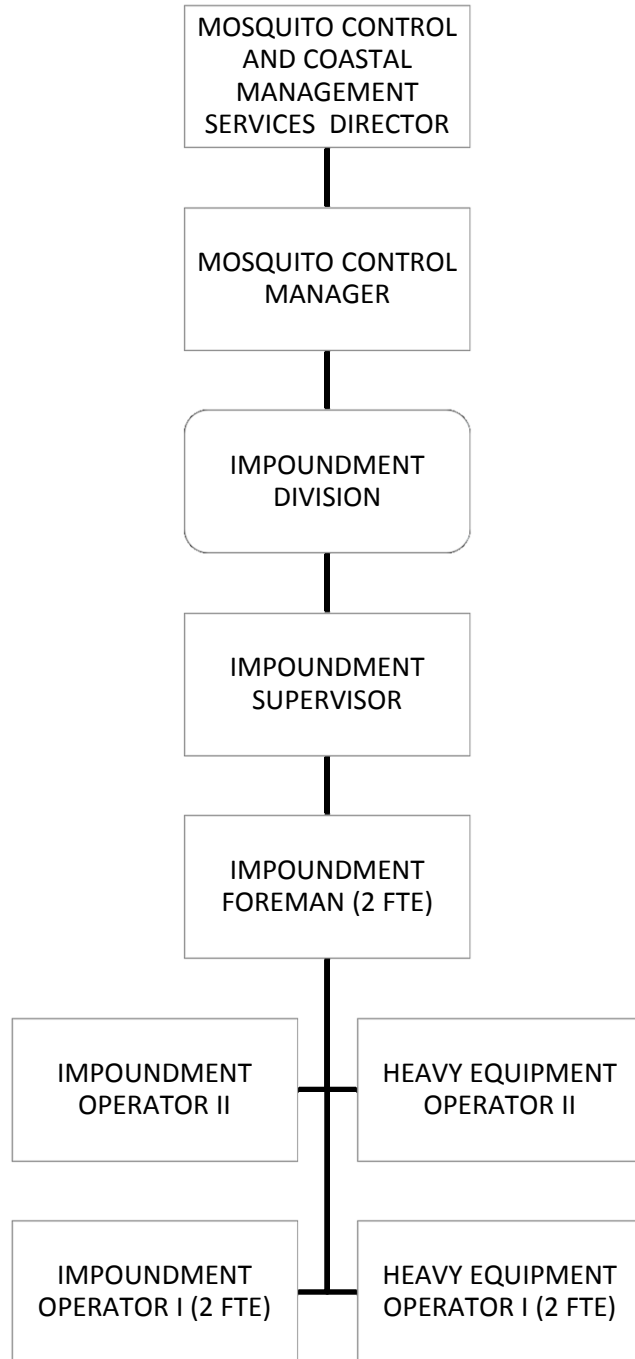 MOSQUITO CONTROL
AND COASTAL
MANAGEMENT
SERVICES DIRECTOR
MOSQUITO CONTROL
MANAGER
IMPOUNDMENT
DIVISION
IMPOUNDMENT
SUPERVISOR
IMPOUNDMENT
FOREMAN (2 FTE)
IMPOUNDMENT
OPERATOR II
HEAVY EQUIPMENT
OPERATOR II
IMPOUNDMENT
OPERATOR I (2 FTE)
HEAVY EQUIPMENT
OPERATOR I (2 FTE)